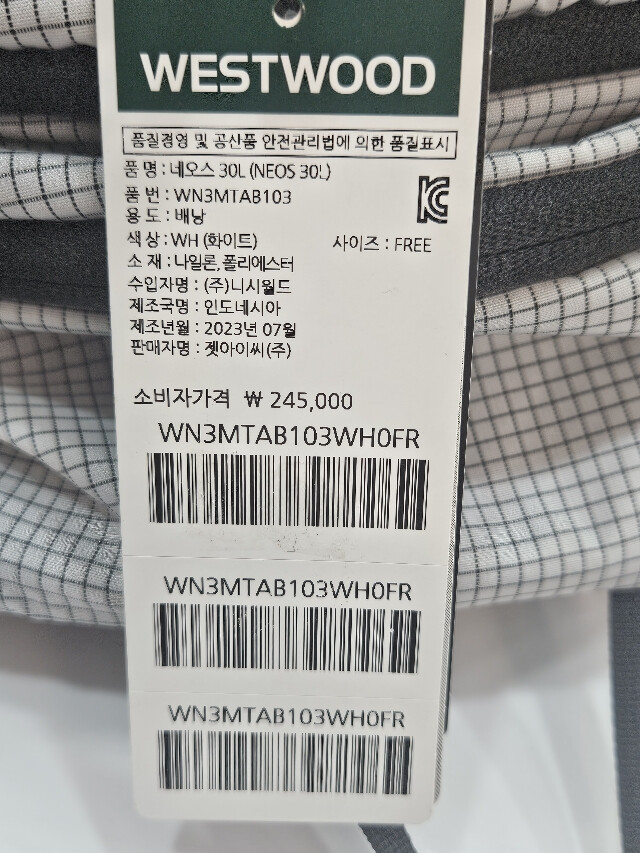 WESTWOOD
품질경영 및 공산품 안전관리법에 의한 품질표시
품 명 : 네오스 30L (NEOS 30L)
품 번 : WN3MTAB103
용 도 : 배낭
색 상 : WH (화이트) 사이즈 : FREE
소 재 : 나일론,폴리에스터
수입자명 : (주)니시월드
제조국명 : 인도네시아
제조년월 : 2023년 07월
판매자명 : 젯아이씨(주)
소비자가격 ₩ 245,000
WN3MTAB103WH0FR
WN3MTAB103WH0FR
WN3MTAB103WH0FR